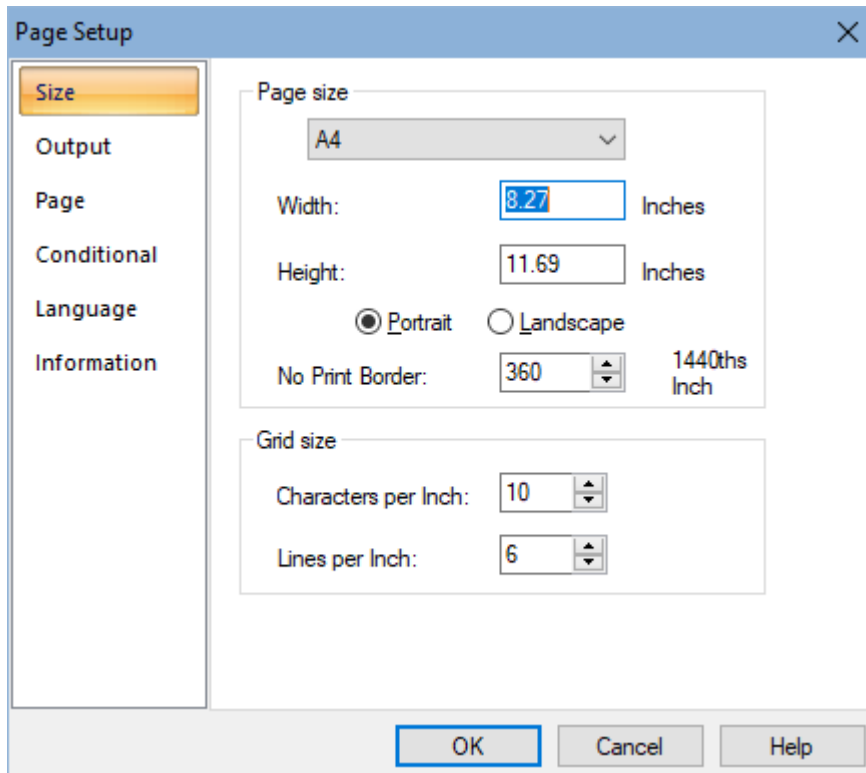 Page Setup
Size
Output
Page
Conditional
Language
Information
Page size
A4
Width: 8.27 Inches
Height: 11.69 Inches
Portrait Landscape
No Print Border: 360 1440ths
Inch
Grid size
Characters per Inch: 10
Lines per Inch: 6
OK Cancel Help